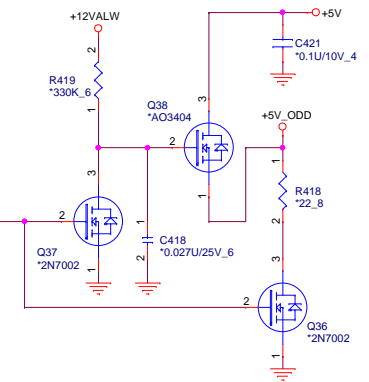 +12VALW
+5V
2
C421
*0.1U/10V_4
R419
*330K_6
1
Q38
*AO3404
3
2
1
+5V_ODD
1
R418
*22_8
2
3
2
1
1
2
C418
*0.027U/25V_6
Q37
*2N7002
3
2
1
Q36
*2N7002